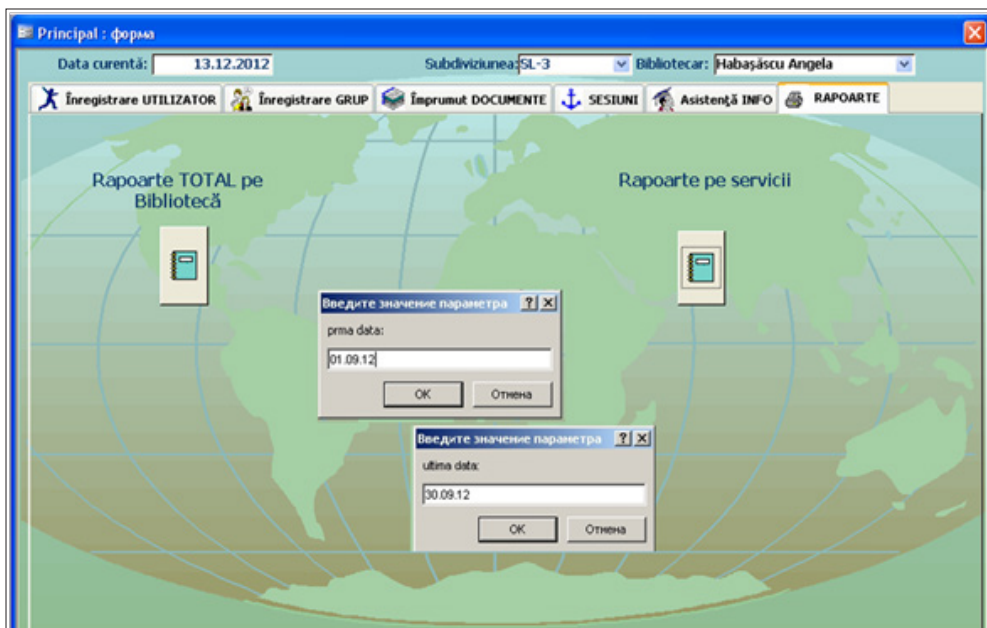 Principal : форма
Data curentă: 13.12.2012 Subdiviziunea: SL-3 Bibliotecar: Habaşăscu Angela
Înregistrare UTILIZATOR Înregistrare GRUP Împrumut DOCUMENTE SESIUNI Asistenţă INFO RAPOARTE
Rapoarte TOTAL pe
Bibliotecă
Rapoarte pe servicii
Введите значение параметра
prma data:
01.09.12
OK Отмена
Введите значение параметра
ultima data:
30.09.12
OK Отмена